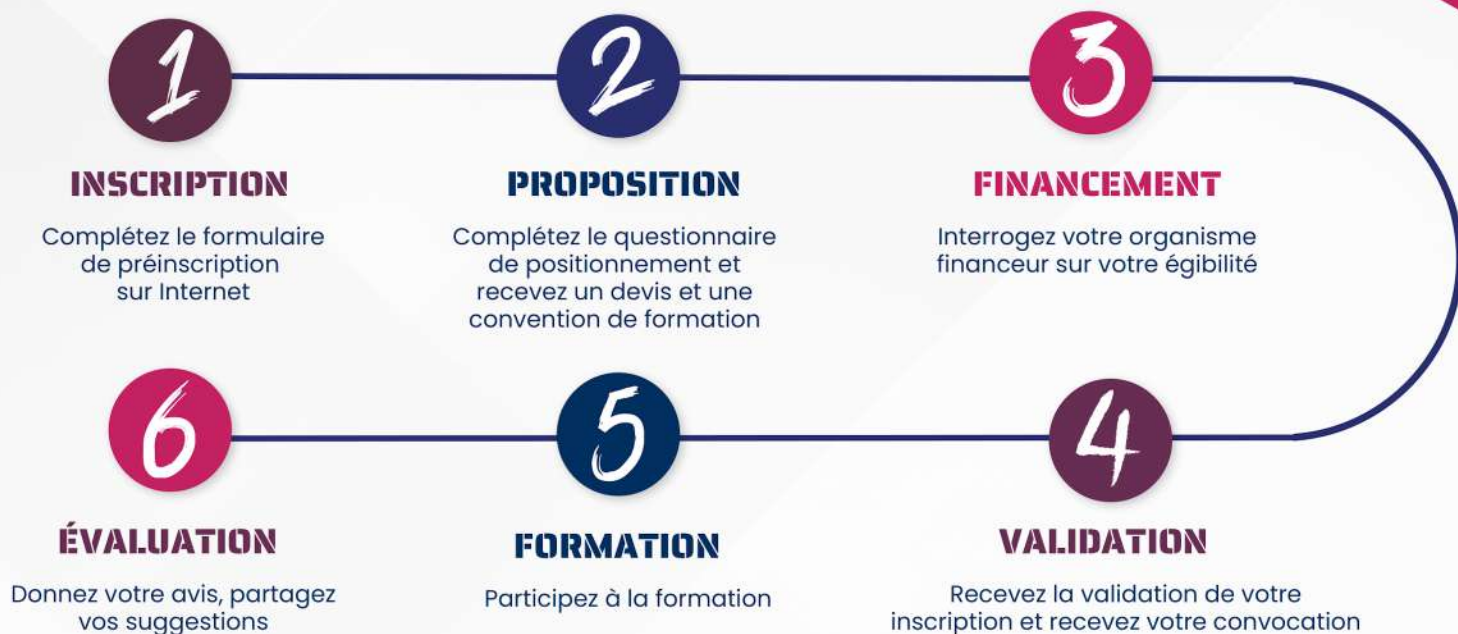 1
INSCRIPTION
Complétez le formulaire
de préinscription
sur Internet
2
PROPOSITION
Complétez le questionnaire
de positionnement et
recevez un devis et une
convention de formation
3
FINANCEMENT
Interrogez votre organisme
financeur sur votre égibilité
4
VALIDATION
Recevez la validation de votre
inscription et recevez votre convocation
5
FORMATION
Participez à la formation
6
ÉVALUATION
Donnez votre avis, partagez
vos suggestions